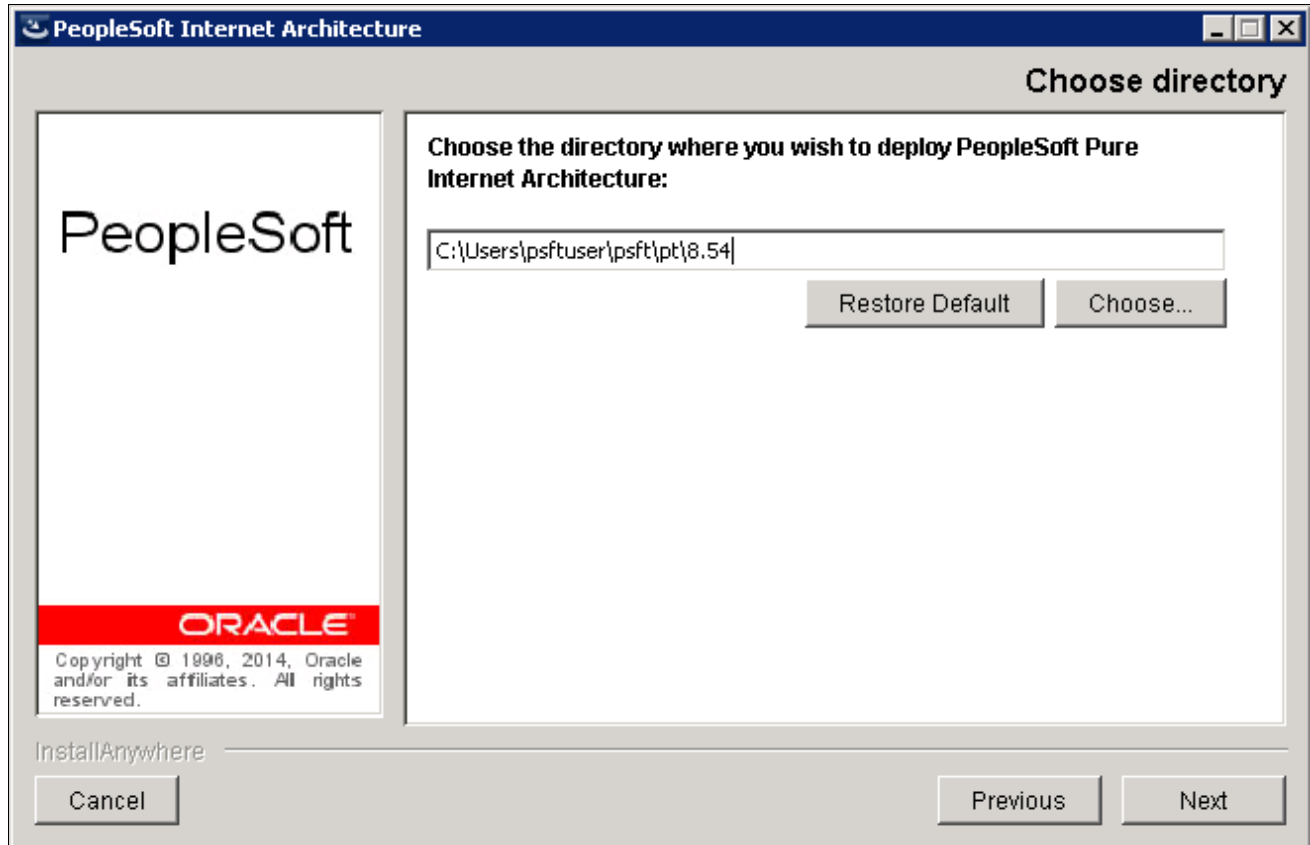 PeopleSoft Internet Architecture
Choose directory
PeopleSoft
Choose the directory where you wish to deploy PeopleSoft Pure
Internet Architecture:
C:\Users\psftuser\psft\pt\8.54
Restore Default
Choose...
ORACLE
Copyright © 1996, 2014, Oracle
and/or its affiliates. All rights
reserved.
InstallAnywhere
Cancel
Previous
Next